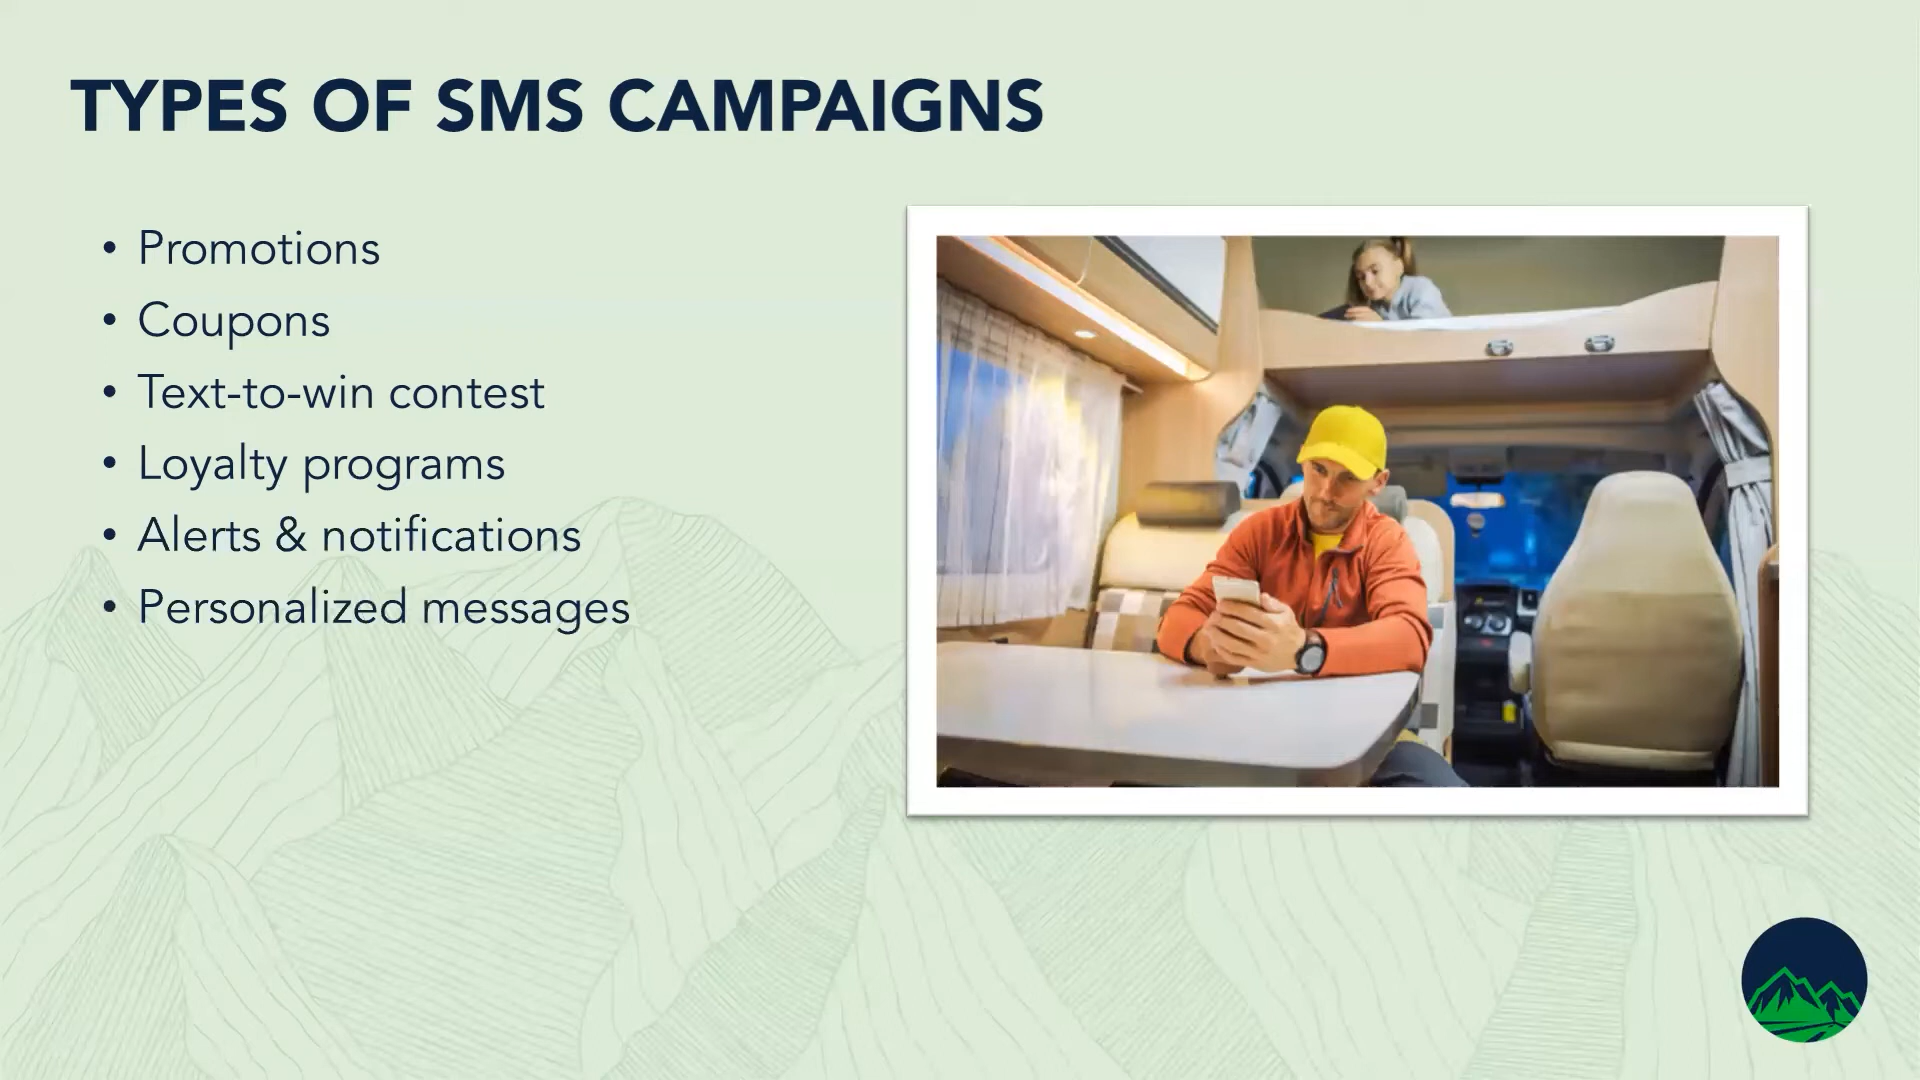 TYPES OF SMS CAMPAIGNS
• Promotions
• Coupons
• Text-to-win contest
• Loyalty programs
• Alerts & notifications
• Personalized messages